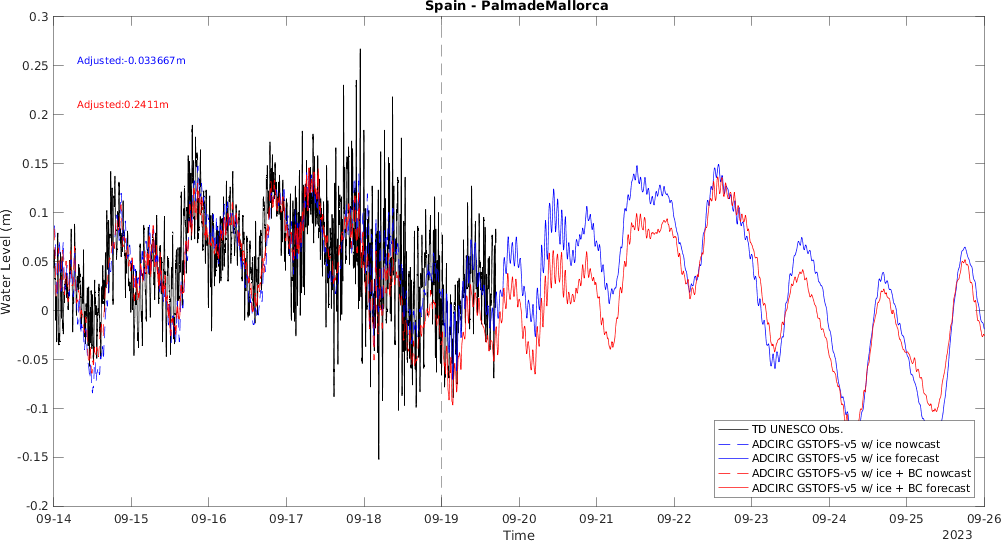 Spain - PalmadeMallorca
0.3
0.25
0.2
0.15
0.1
0.05
0
-0.05
-0.1
-0.15
-0.2
Water Level (m)
Adjusted:-0.033667m
Adjusted:0.2411m
TD UNESCO Obs.
ADCIRC GSTOFS-v5 w/ ice nowcast
ADCIRC GSTOFS-v5 w/ ice forecast
ADCIRC GSTOFS-v5 w/ ice + BC nowcast
ADCIRC GSTOFS-v5 w/ ice + BC forecast
09-14 09-15 09-16 09-17 09-18 09-19 09-20 09-21 09-22 09-23 09-24 09-25 09-26
Time
2023